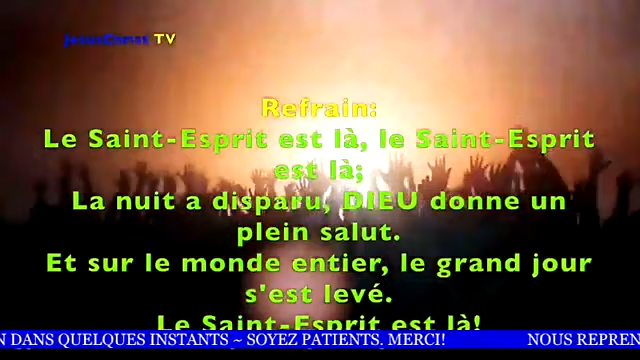 JesusChrist TV
Refrain:
Le Saint-Esprit est là, le Saint-Esprit
est là;
La nuit a disparu, DIEU donne un
plein salut.
Et sur le monde entier, le grand jour
s'est levé.
Le Saint-Esprit est là!
N DANS QUELQUES INSTANTS ~ SOYEZ PATIENTS, MERCI! NOUS REPREN